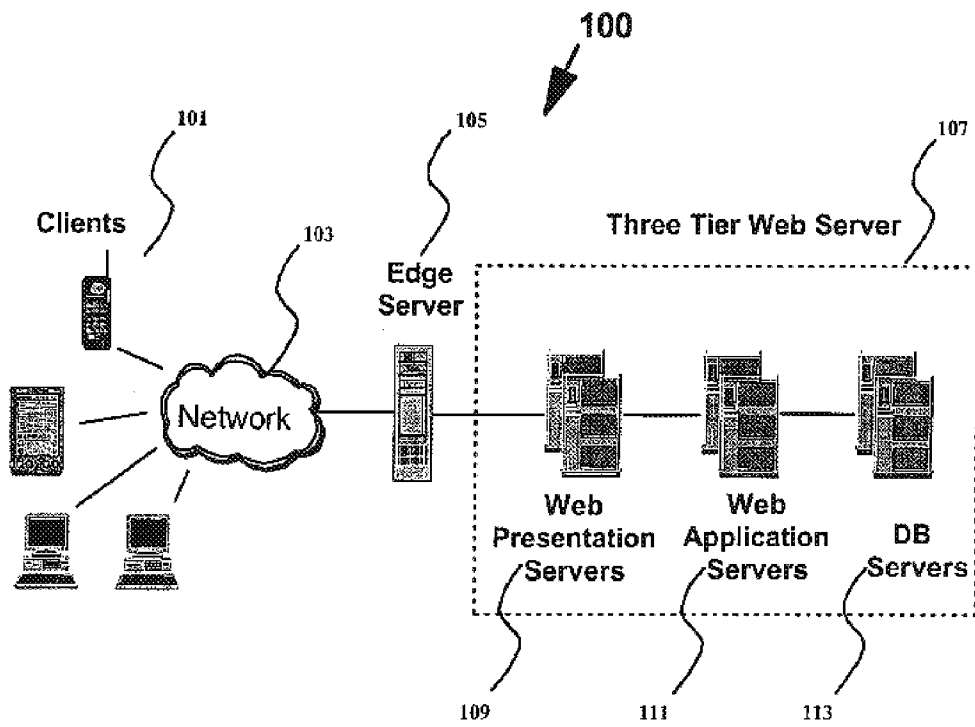 100
101
105
107
Clients
103
Three Tier Web Server
Edge
Server
Network
Web
Presentation
Servers
Web
Application
Servers
DB
Servers
109
111
113